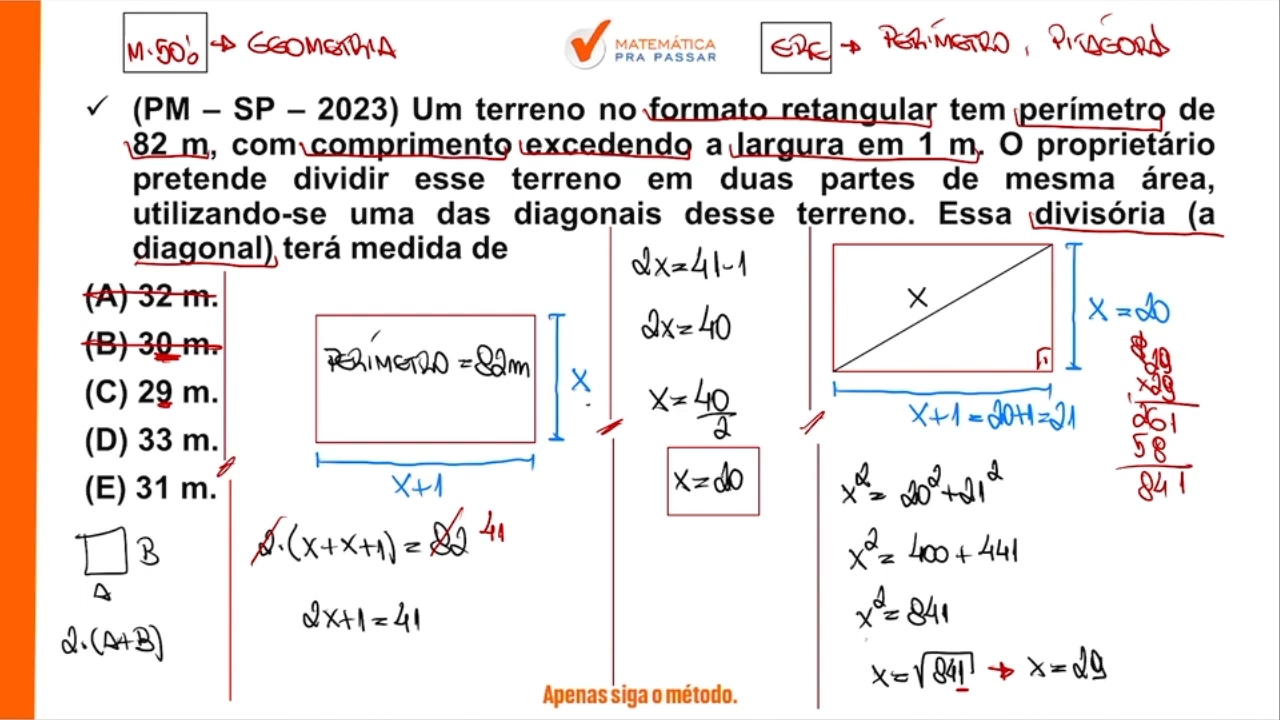 M.50% → GEOMETRIA
MATEMÁTICA
PRA PASSAR
→ PERÍMETRO, PITÁGORAS
✓ (PM – SP – 2023) Um terreno no formato retangular tem perímetro de
82 m, com comprimento excedendo a largura em 1 m. O proprietário
pretende dividir esse terreno em duas partes de mesma área,
utilizando-se uma das diagonais desse terreno. Essa divisória (a
diagonal) terá medida de
(A) 32 m.
(B) 30 m.
(C) 29 m.
(D) 33 m.
(E) 31 m.
B
A
2.(A+B)
PERÍMETRO = 82m
X
X+1
2.(X+X+1) = 82 41
2X+1=41
2X=41-1
2X=40
X=40
2
X=20
X
X=20
X+1=20+1=21
X²=20²+21²
X²=400+441
X²=841
X=√841 → X=29
29
x29
261
58
841
Apenas siga o método.